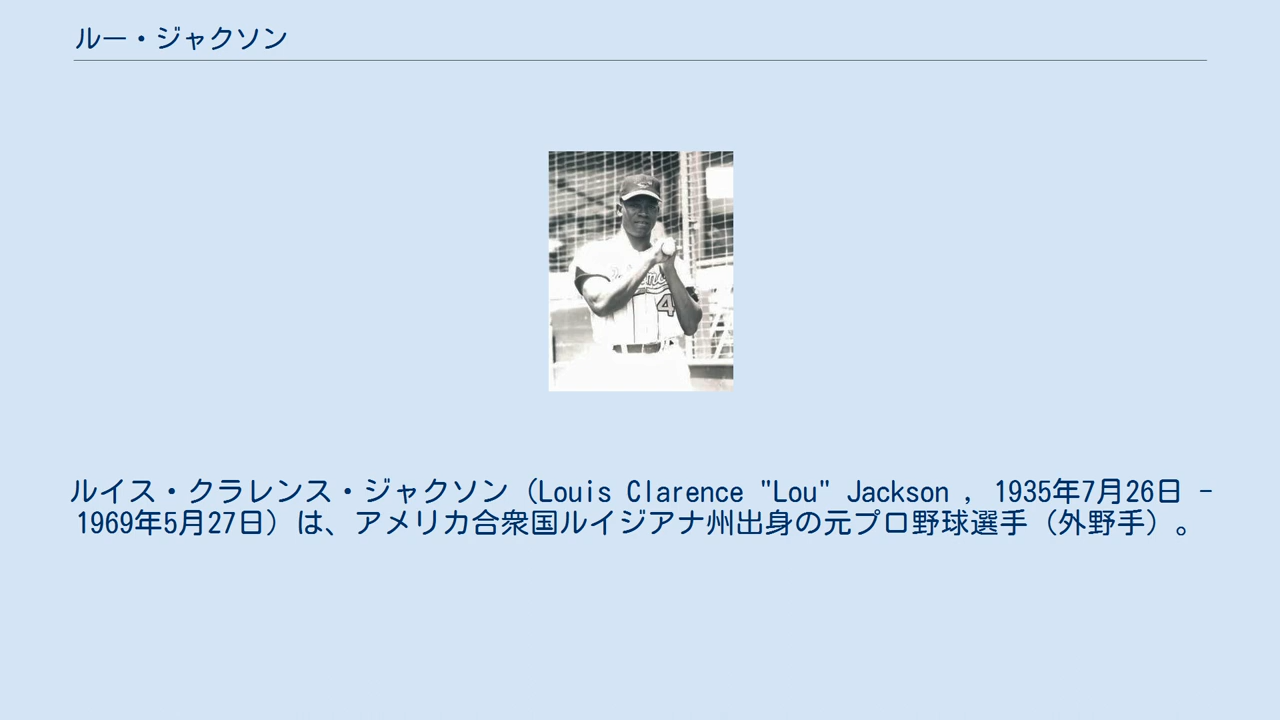 ルー・ジャクソン
4
ルイス・クラレンス・ジャクソン（Louis Clarence "Lou" Jackson , 1935年7月26日 -
1969年5月27日）は、アメリカ合衆国ルイジアナ州出身の元プロ野球選手（外野手）。